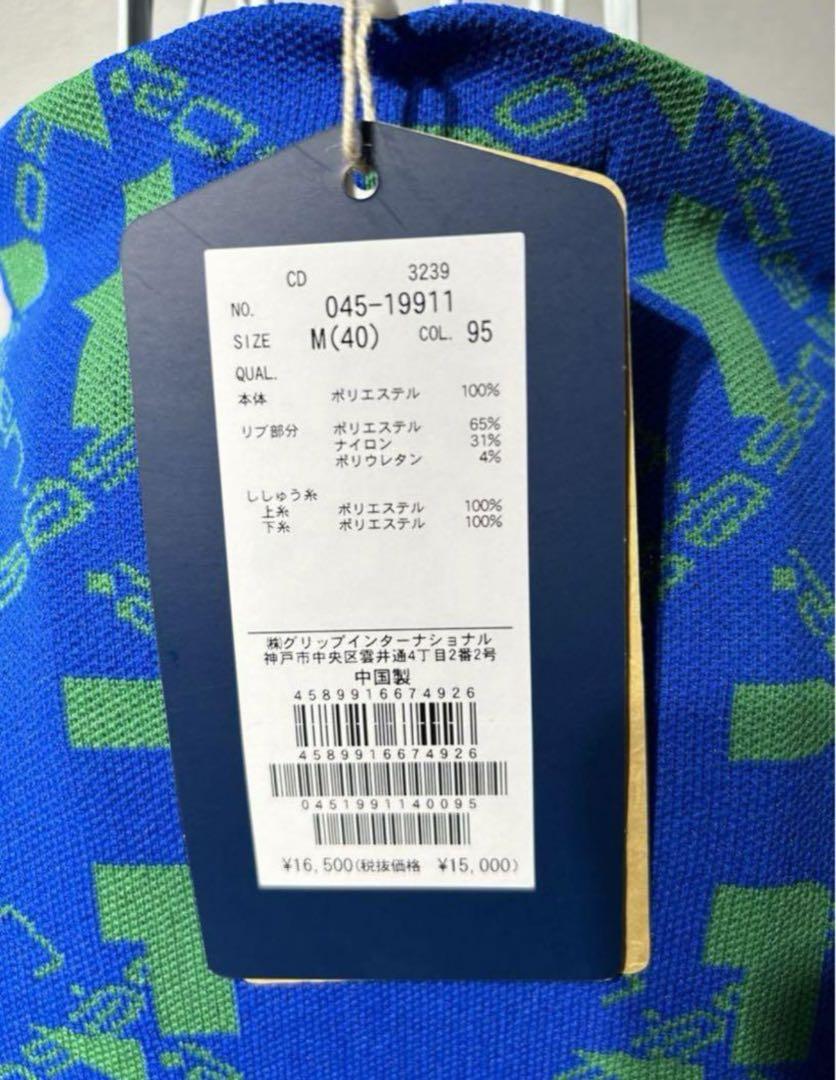 CD 3239
NO. 045-19911
SIZE M(40) COL. 95
QUAL.
本体 ポリエステル 100%
リブ部分 ポリエステル 65%
ナイロン 31%
ポリウレタン 4%
ししゅう糸
上糸 ポリエステル 100%
下糸 ポリエステル 100%
㈱グリップインターナショナル
神戸市中央区雲井通4丁目2番2号
中国製
4589916674926
4589916674926
0451991140095
¥16,500(税抜価格 ¥15,000)